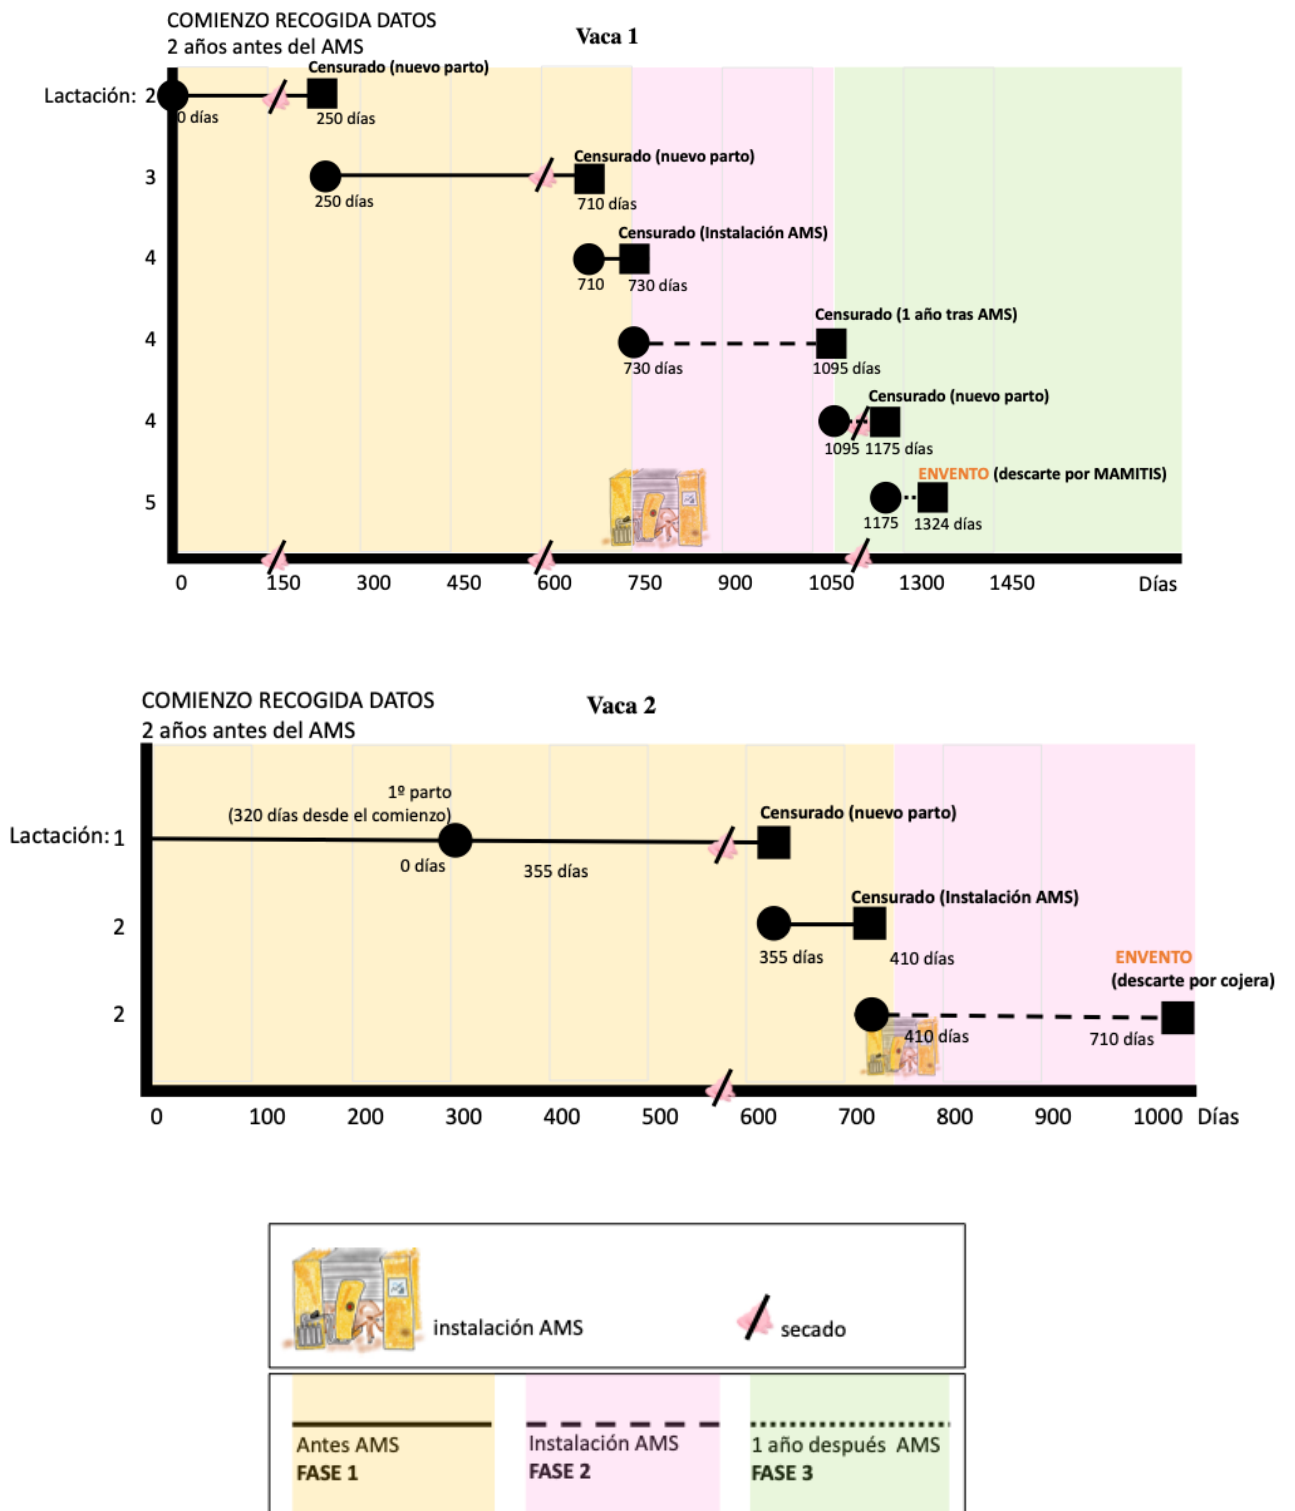 COMIENZO RECOGIDA DATOS
2 años antes del AMS
Vaca 1
Censurado (nuevo parto)
Lactación: 2
0 días
250 días
Censurado (nuevo parto)
3
250 días
710 días
Censurado (Instalación AMS)
4
710
730 días
Censurado (1 año tras AMS)
4
730 días
1095 días
Censurado (nuevo parto)
4
1095 1175 días
ENVENTO (descarte por MAMITIS)
5
1175
1324 días
0 150 300 450 600 750 900 1050 1300 1450 Días
COMIENZO RECOGIDA DATOS
2 años antes del AMS
Vaca 2
1º parto
(320 días desde el comienzo)
Censurado (nuevo parto)
Lactación: 1
0 días
355 días
Censurado (Instalación AMS)
2
355 días
410 días
ENVENTO
(descarte por cojera)
2
410 días
710 días
0 100 200 300 400 500 600 700 800 900 1000 Días
instalación AMS
secado
Antes AMS
FASE 1
Instalación AMS
FASE 2
1 año después AMS
FASE 3